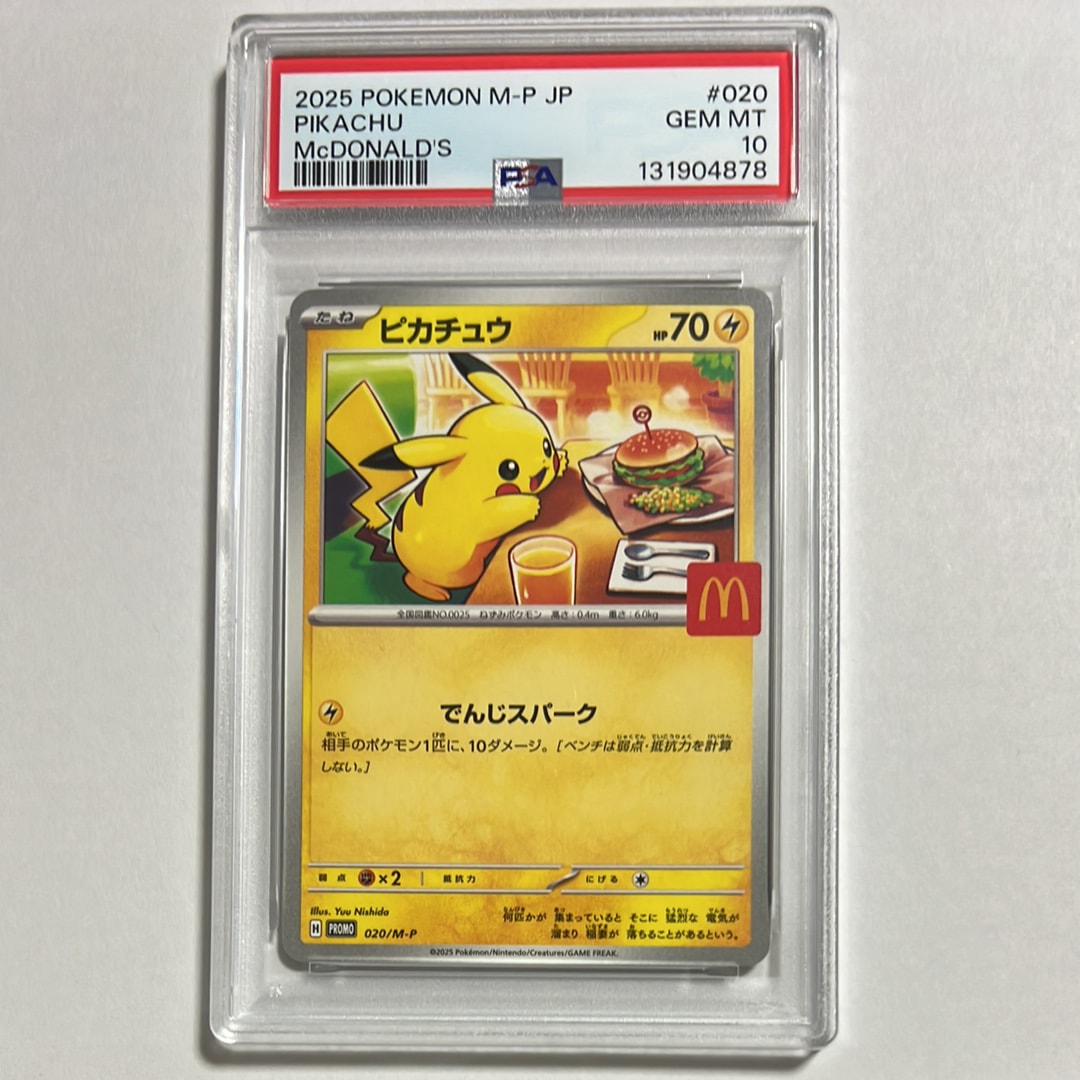 2025 POKEMON M-P JP #020
PIKACHU GEM MT
McDONALD'S 10
PSA 131904878
たね ピカチュウ HP 70
全国図鑑NO.0025 ねずみポケモン 高さ:0.4m 重さ:6.0kg
M
でんじスパーク
相手のポケモン1匹に、10ダメージ。[ベンチは弱点・抵抗力を計算
しない。]
弱点 ×2 抵抗力 にげる
Illus. Yuu Nishida
何匹かが 集まっていると そこに 猛烈な 電気が
溜まり 稲妻が 落ちることがあるという。
H PROMO 020/M-P
©2025 Pokémon/Nintendo/Creatures/GAME FREAK.